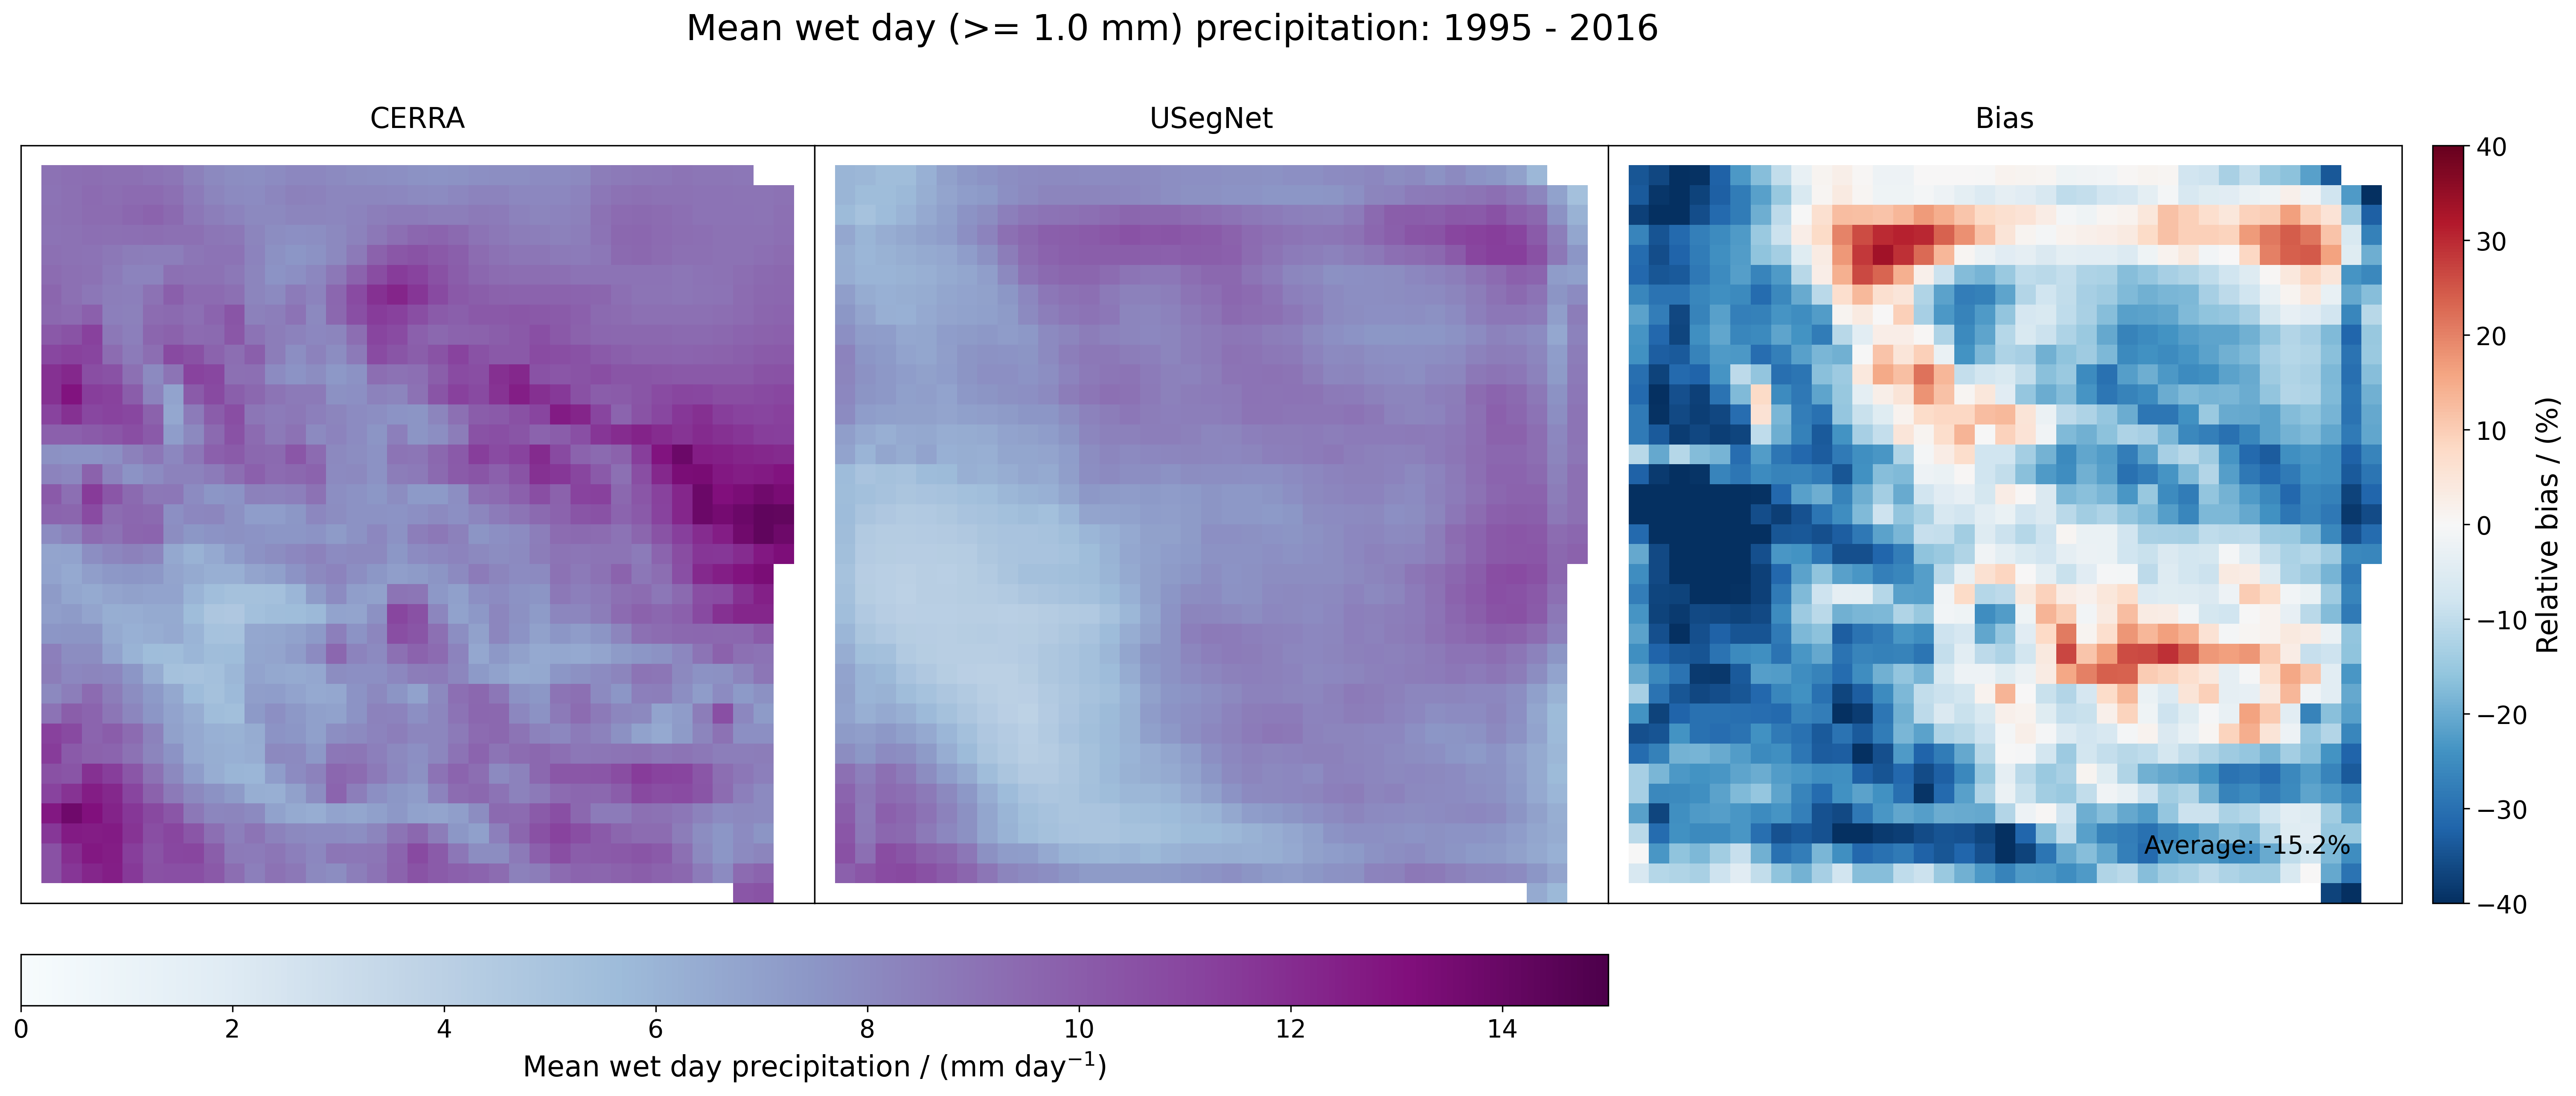 Mean wet day (>= 1.0 mm) precipitation: 1995 - 2016
CERRA
USegNet
Bias
40
30
20
10
0
−10
−20
−30
−40
Relative bias / (%)
Average: -15.2%
0 2 4 6 8 10 12 14
Mean wet day precipitation / (mm day⁻¹)